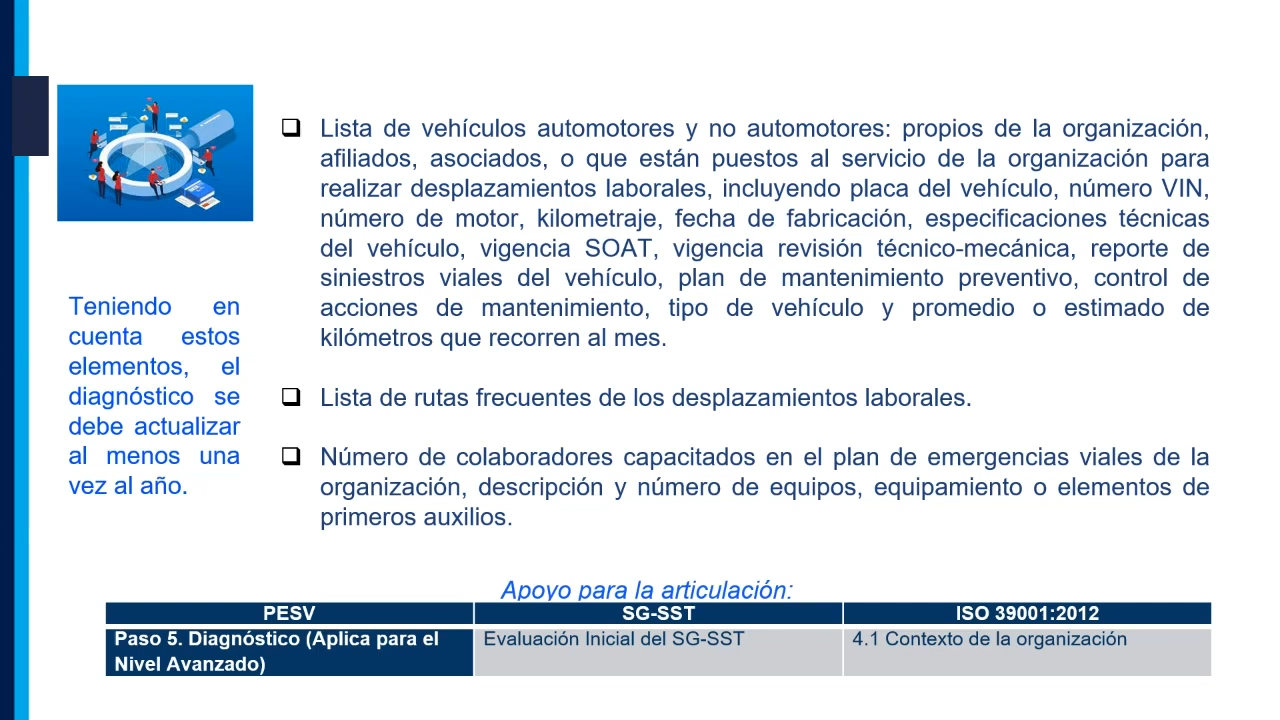 Teniendo en
cuenta estos
elementos, el
diagnóstico se
debe actualizar
al menos una
vez al año.
❑ Lista de vehículos automotores y no automotores: propios de la organización,
afiliados, asociados, o que están puestos al servicio de la organización para
realizar desplazamientos laborales, incluyendo placa del vehículo, número VIN,
número de motor, kilometraje, fecha de fabricación, especificaciones técnicas
del vehículo, vigencia SOAT, vigencia revisión técnico-mecánica, reporte de
siniestros viales del vehículo, plan de mantenimiento preventivo, control de
acciones de mantenimiento, tipo de vehículo y promedio o estimado de
kilómetros que recorren al mes.
❑ Lista de rutas frecuentes de los desplazamientos laborales.
❑ Número de colaboradores capacitados en el plan de emergencias viales de la
organización, descripción y número de equipos, equipamiento o elementos de
primeros auxilios.
Apoyo para la articulación:
PESV SG-SST ISO 39001:2012
Paso 5. Diagnóstico (Aplica para el Evaluación Inicial del SG-SST 4.1 Contexto de la organización
Nivel Avanzado)